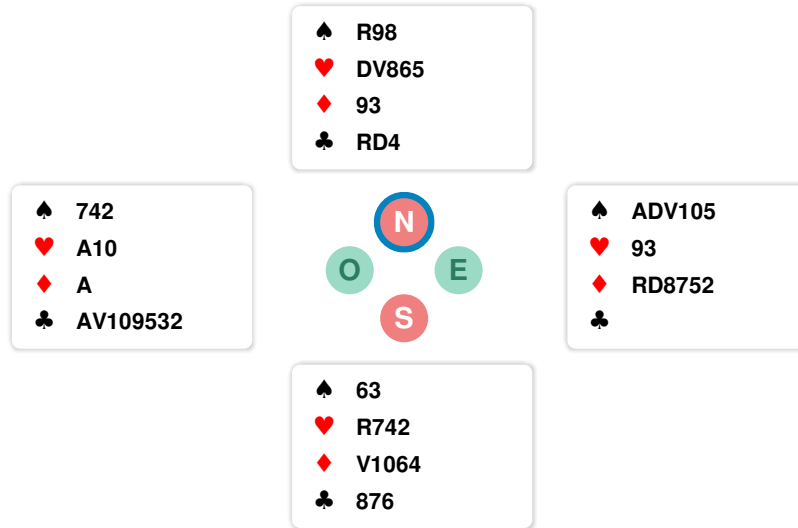 ♠ R98
♥ DV865
♦ 93
♣ RD4
♠ 742
♥ A10
♦ A
♣ AV109532
N
O E
S
♠ ADV105
♥ 93
♦ RD8752
♣
♠ 63
♥ R742
♦ V1064
♣ 876